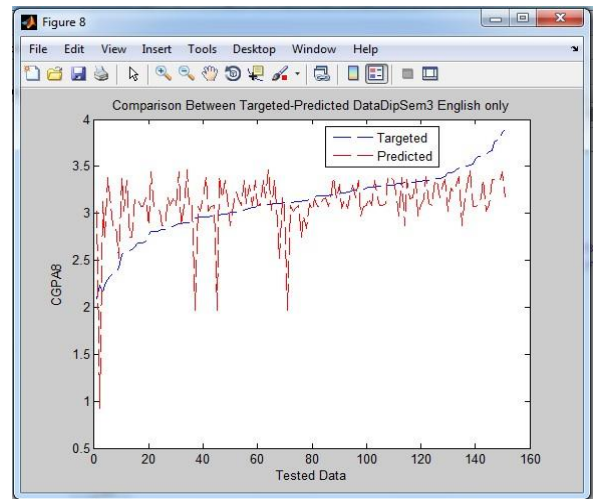 Figure 8
File Edit View Insert Tools Desktop Window Help
Comparison Between Targeted-Predicted DataDipSem3 English only
Targeted
Predicted
CGPA8
4
3.5
3
2.5
2
1.5
1
0.5
0 20 40 60 80 100 120 140 160
Tested Data